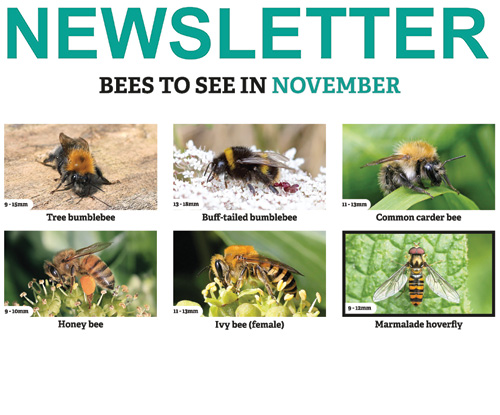 NEWSLETTER
BEES TO SEE IN NOVEMBER
9 - 15mm
13 - 18mm
11 - 13mm
Tree bumblebee
Buff-tailed bumblebee
Common carder bee
9 - 10mm
11 - 13mm
9 - 12mm
Honey bee
Ivy bee (female)
Marmalade hoverfly